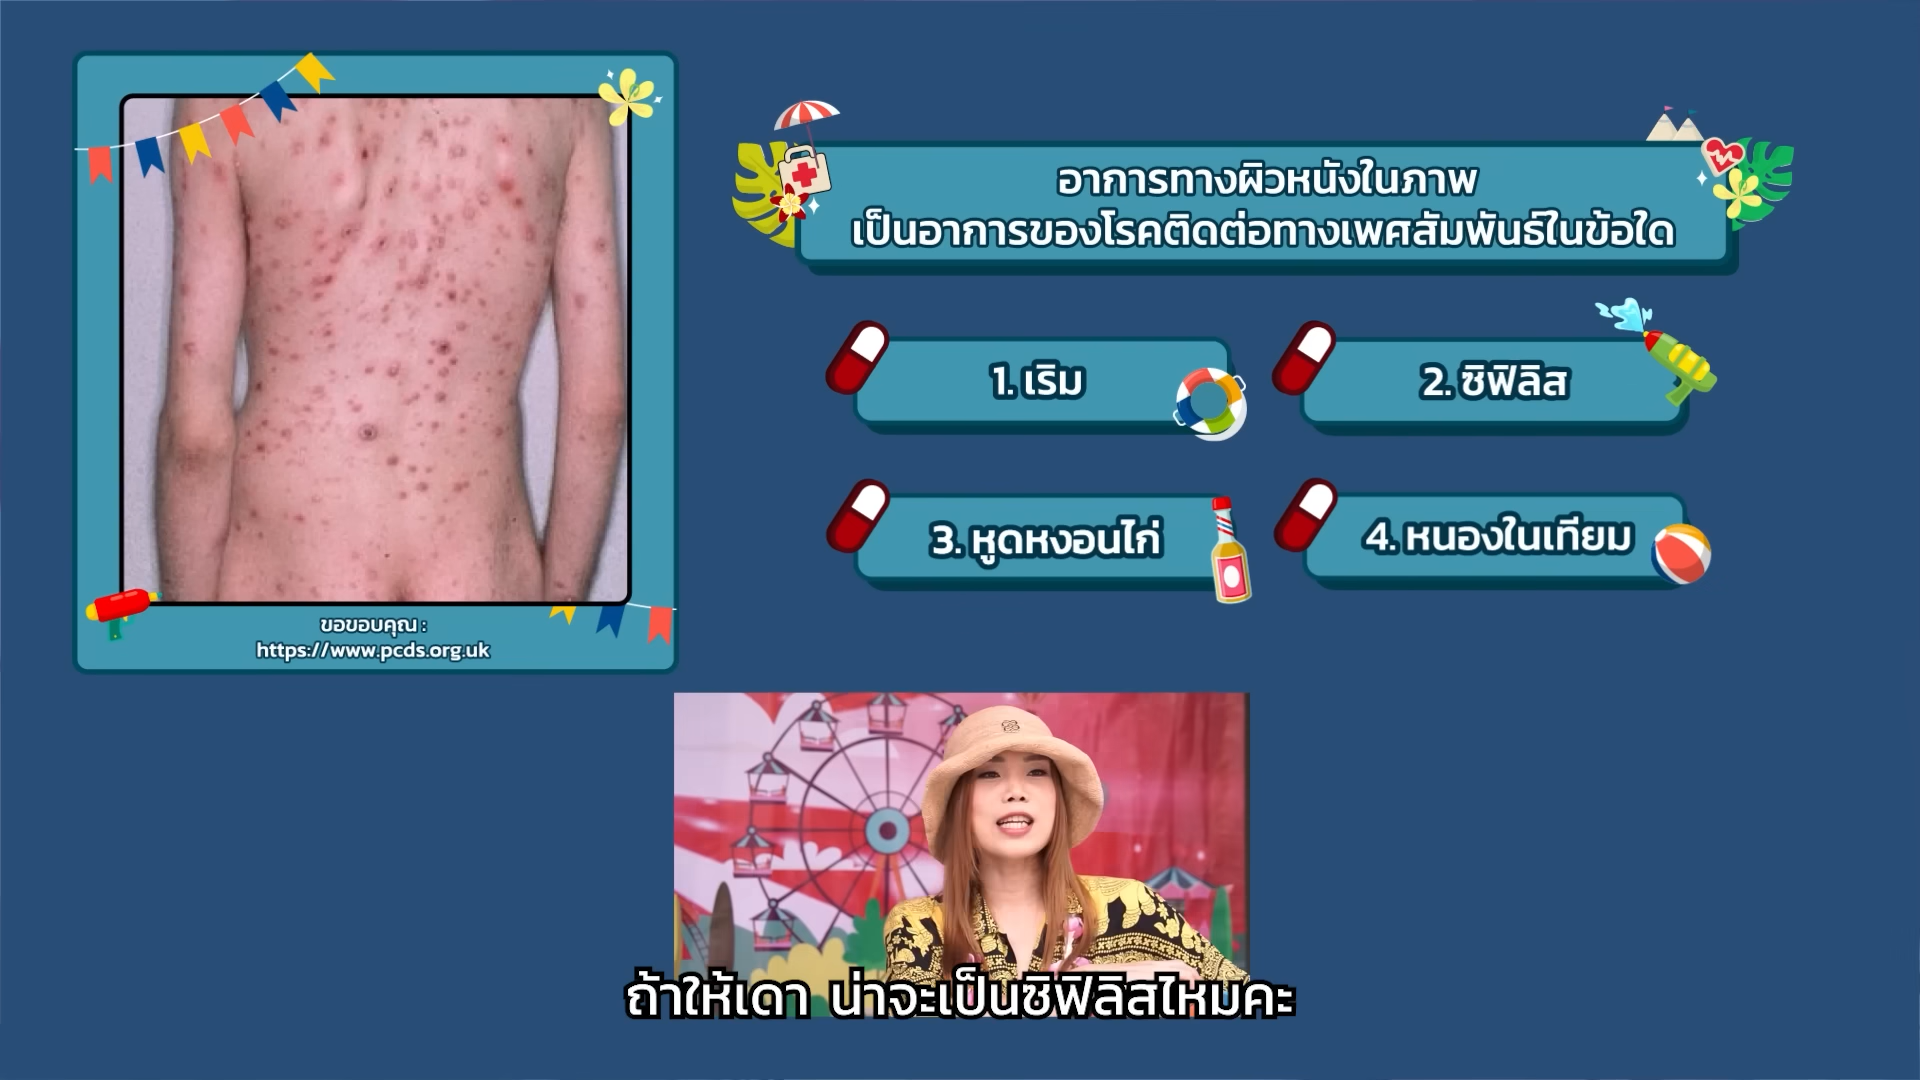 อาการทางผิวหนังในภาพ
เป็นอาการของโรคติดต่อทางเพศสัมพันธ์ในข้อใด
1. เริม
2. ซิฟิลิส
3. หูดหงอนไก่
4. หนองในเทียม
ขอขอบคุณ :
https://www.pcds.org.uk
ถ้าให้เดา น่าจะเป็นซิฟิลิสไหมคะ